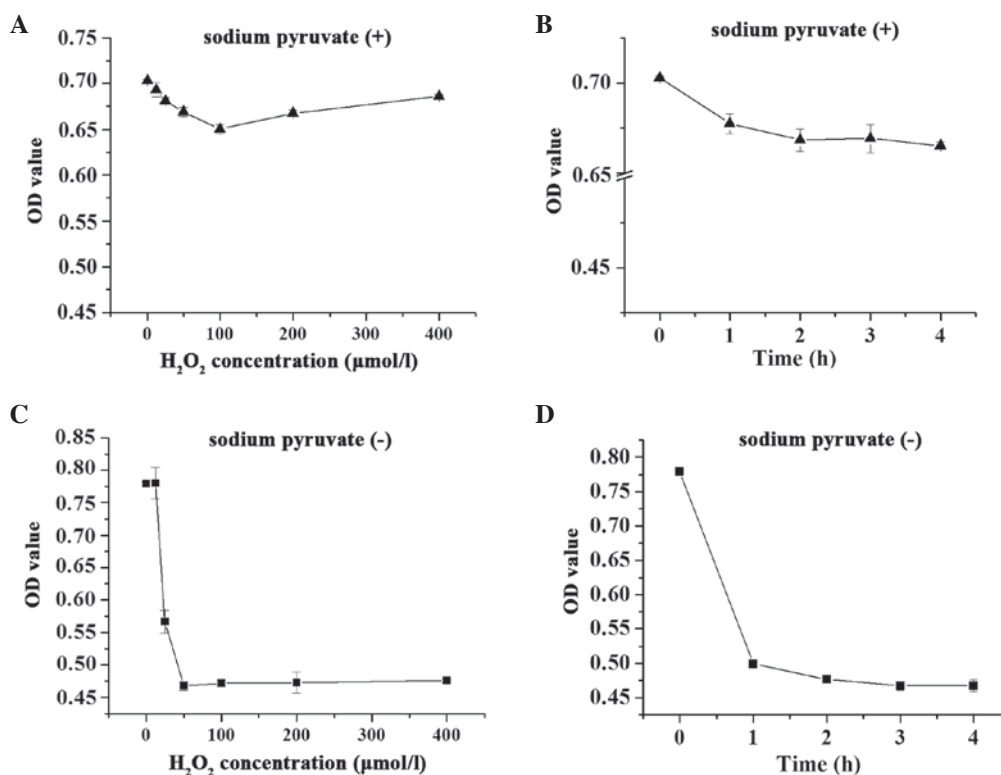 A
sodium pyruvate (+)
OD value
0.75
0.70
0.65
0.60
0.55
0.50
0.45
0 100 200 300 400
H₂O₂ concentration (µmol/l)
B
sodium pyruvate (+)
OD value
0.70
0.65
0.45
0 1 2 3 4
Time (h)
C
sodium pyruvate (-)
OD value
0.85
0.80
0.75
0.70
0.65
0.60
0.55
0.50
0.45
0 100 200 300 400
H₂O₂ concentration (µmol/l)
D
sodium pyruvate (-)
OD value
0.80
0.75
0.70
0.65
0.60
0.55
0.50
0.45
0 1 2 3 4
Time (h)